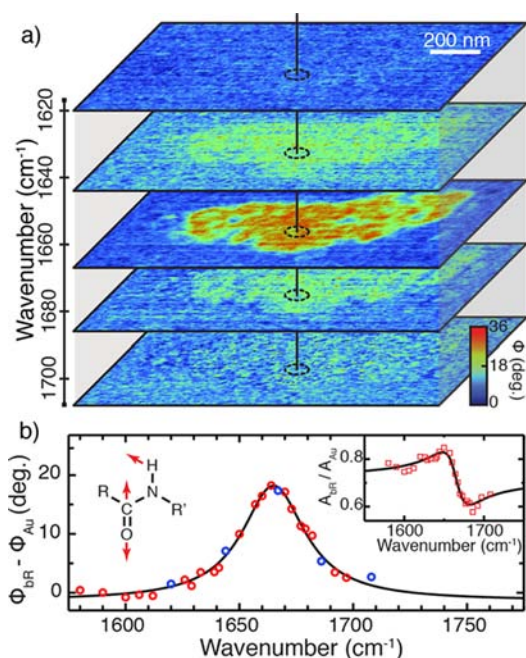 a)
200 nm
Wavenumber (cm⁻¹)
1620
1640
1660
1680
1700
36
18
0
Φ (deg.)
b)
Φ_bR - Φ_Au (deg.)
20
10
0
H
R
C
N
R'
O
A_bR / A_Au
0.8
0.6
1600
1700
Wavenumber (cm⁻¹)
1600
1650
1700
1750
Wavenumber (cm⁻¹)